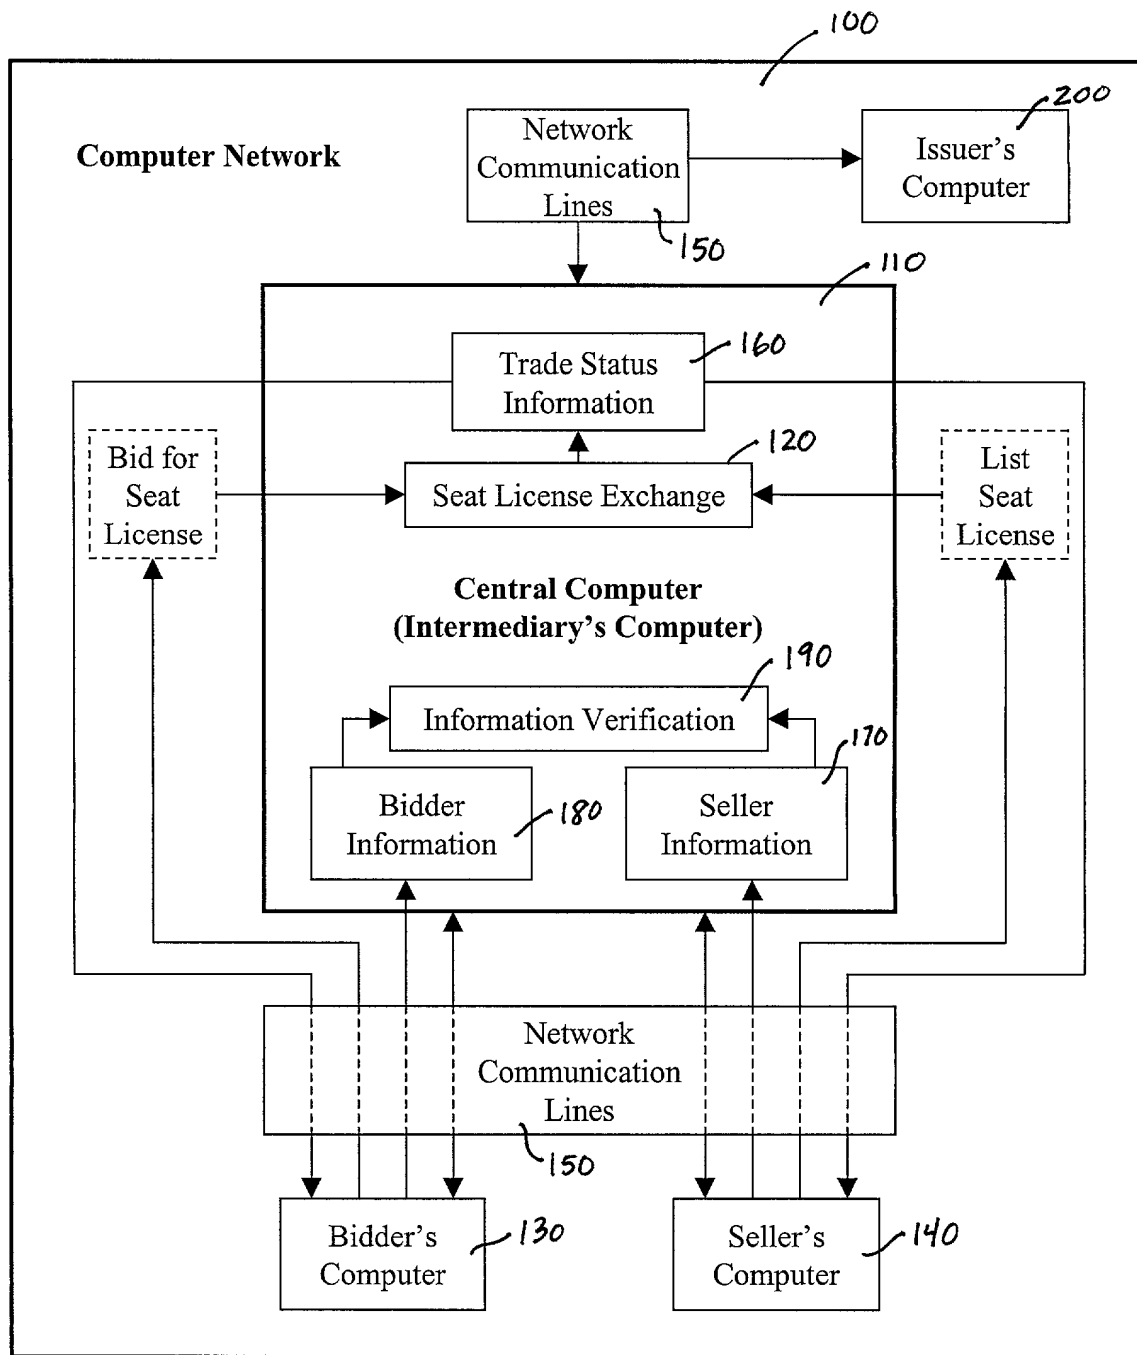 100
Computer Network
Network
Communication
Lines
150
200
Issuer's
Computer
110
160
Trade Status
Information
Bid for
Seat
License
120
Seat License Exchange
List
Seat
License
Central Computer
(Intermediary's Computer)
190
Information Verification
170
Bidder
Information
180
Seller
Information
Network
Communication
Lines
150
Bidder's
Computer
130
Seller's
Computer
140